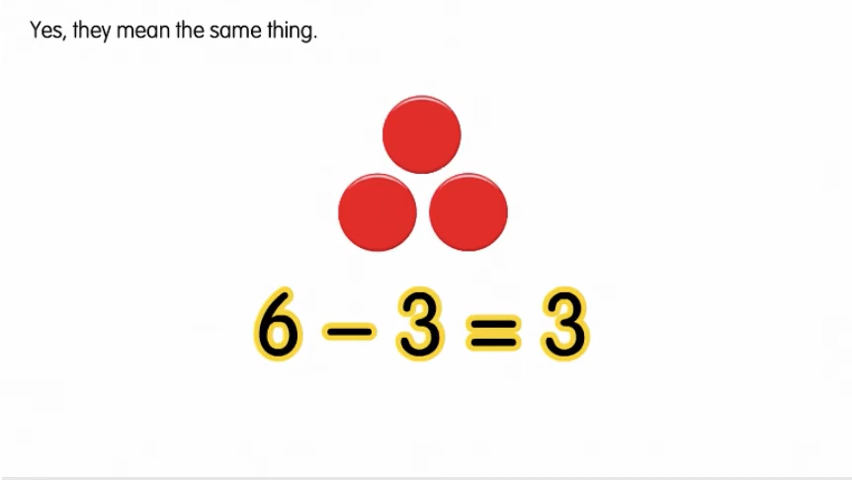 Yes, they mean the same thing.
6 – 3 = 3